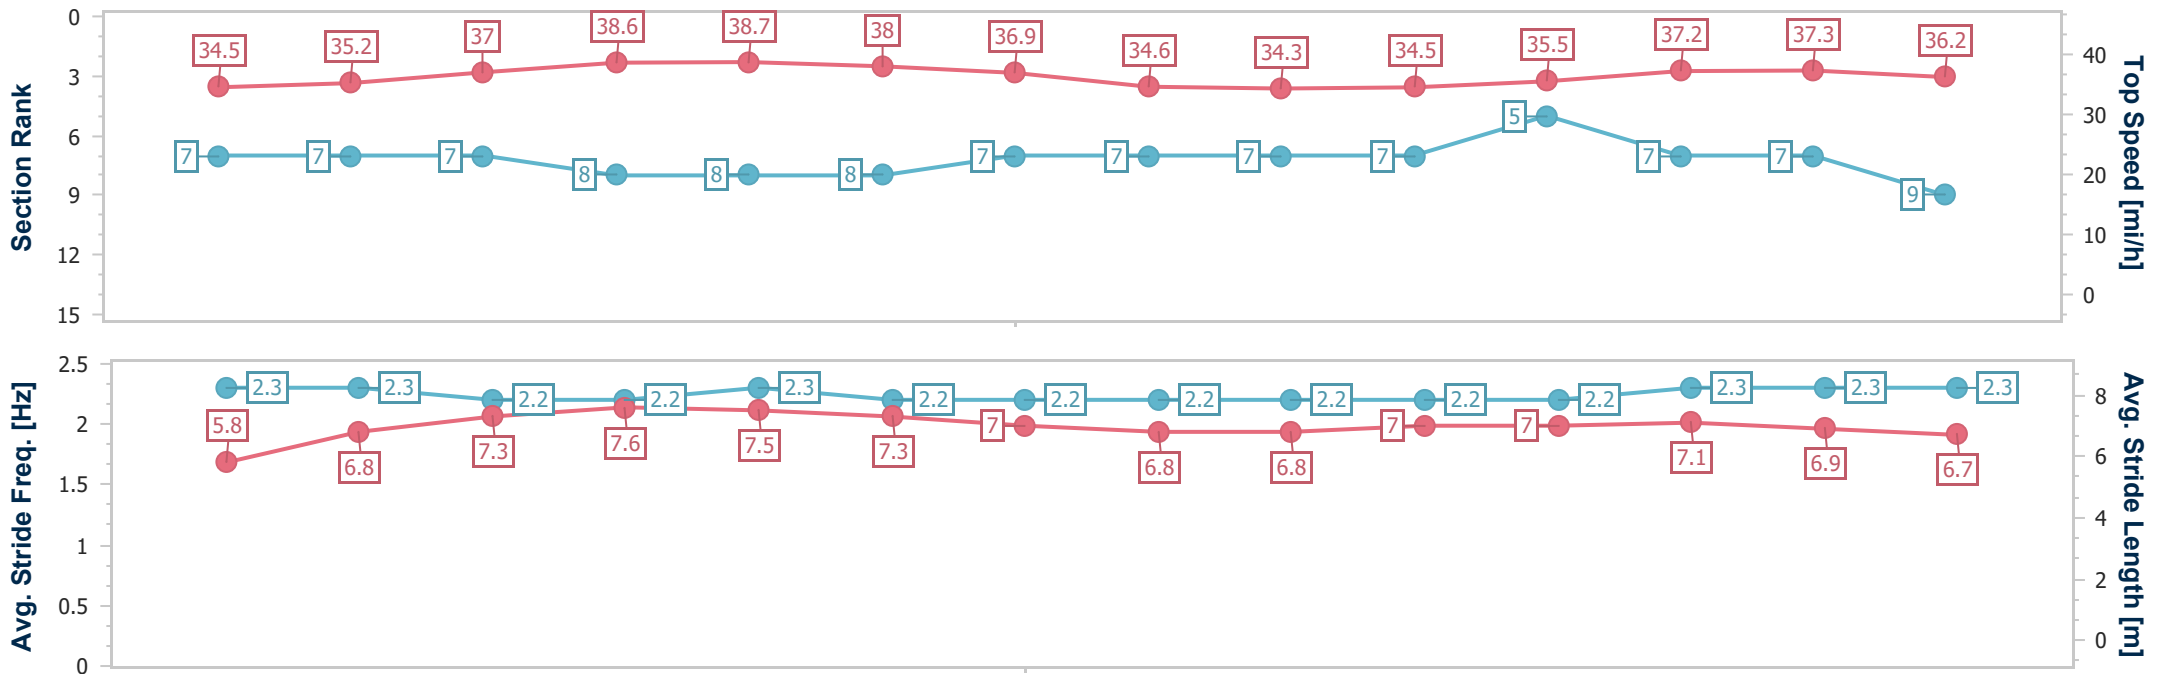 Section Rank
0
3
6
9
12
15
34.5 35.2 37 38.6 38.7 38 36.9 34.6 34.3 34.5 35.5 37.2 37.3 36.2
7 7 7 8 8 8 7 7 7 7 5 7 7 9
40
30
20
10
0
Top Speed [mi/h]
Avg. Stride Freq. [Hz]
2.5
2
1.5
1
0.5
0
2.3 2.3 2.2 2.2 2.3 2.2 2.2 2.2 2.2 2.2 2.2 2.3 2.3 2.3
5.8 6.8 7.3 7.6 7.5 7.3 7 6.8 6.8 7 7 7.1 6.9 6.7
8
6
4
2
0
Avg. Stride Length [m]